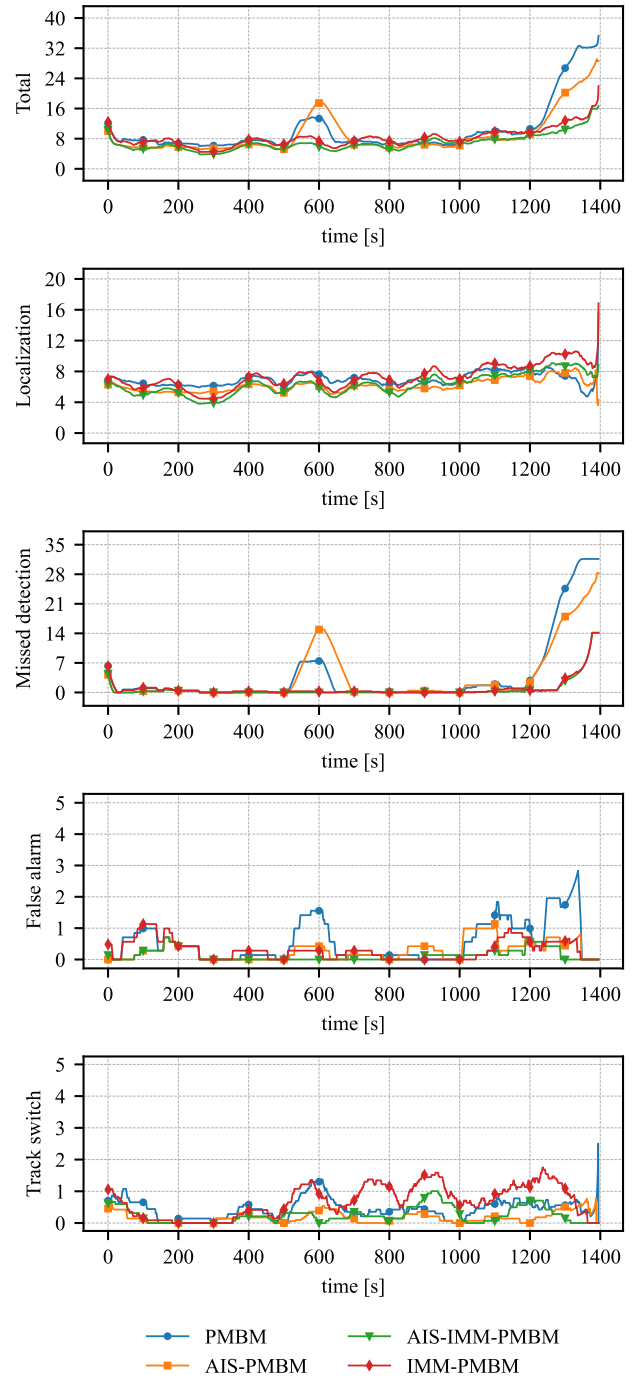 Total
40
32
24
16
8
0
0 200 400 600 800 1000 1200 1400
time [s]
Localization
20
16
12
8
4
0
0 200 400 600 800 1000 1200 1400
time [s]
Missed detection
35
28
21
14
7
0
0 200 400 600 800 1000 1200 1400
time [s]
False alarm
5
4
3
2
1
0
0 200 400 600 800 1000 1200 1400
time [s]
Track switch
5
4
3
2
1
0
0 200 400 600 800 1000 1200 1400
time [s]
PMBM
AIS-PMBM
AIS-IMM-PMBM
IMM-PMBM